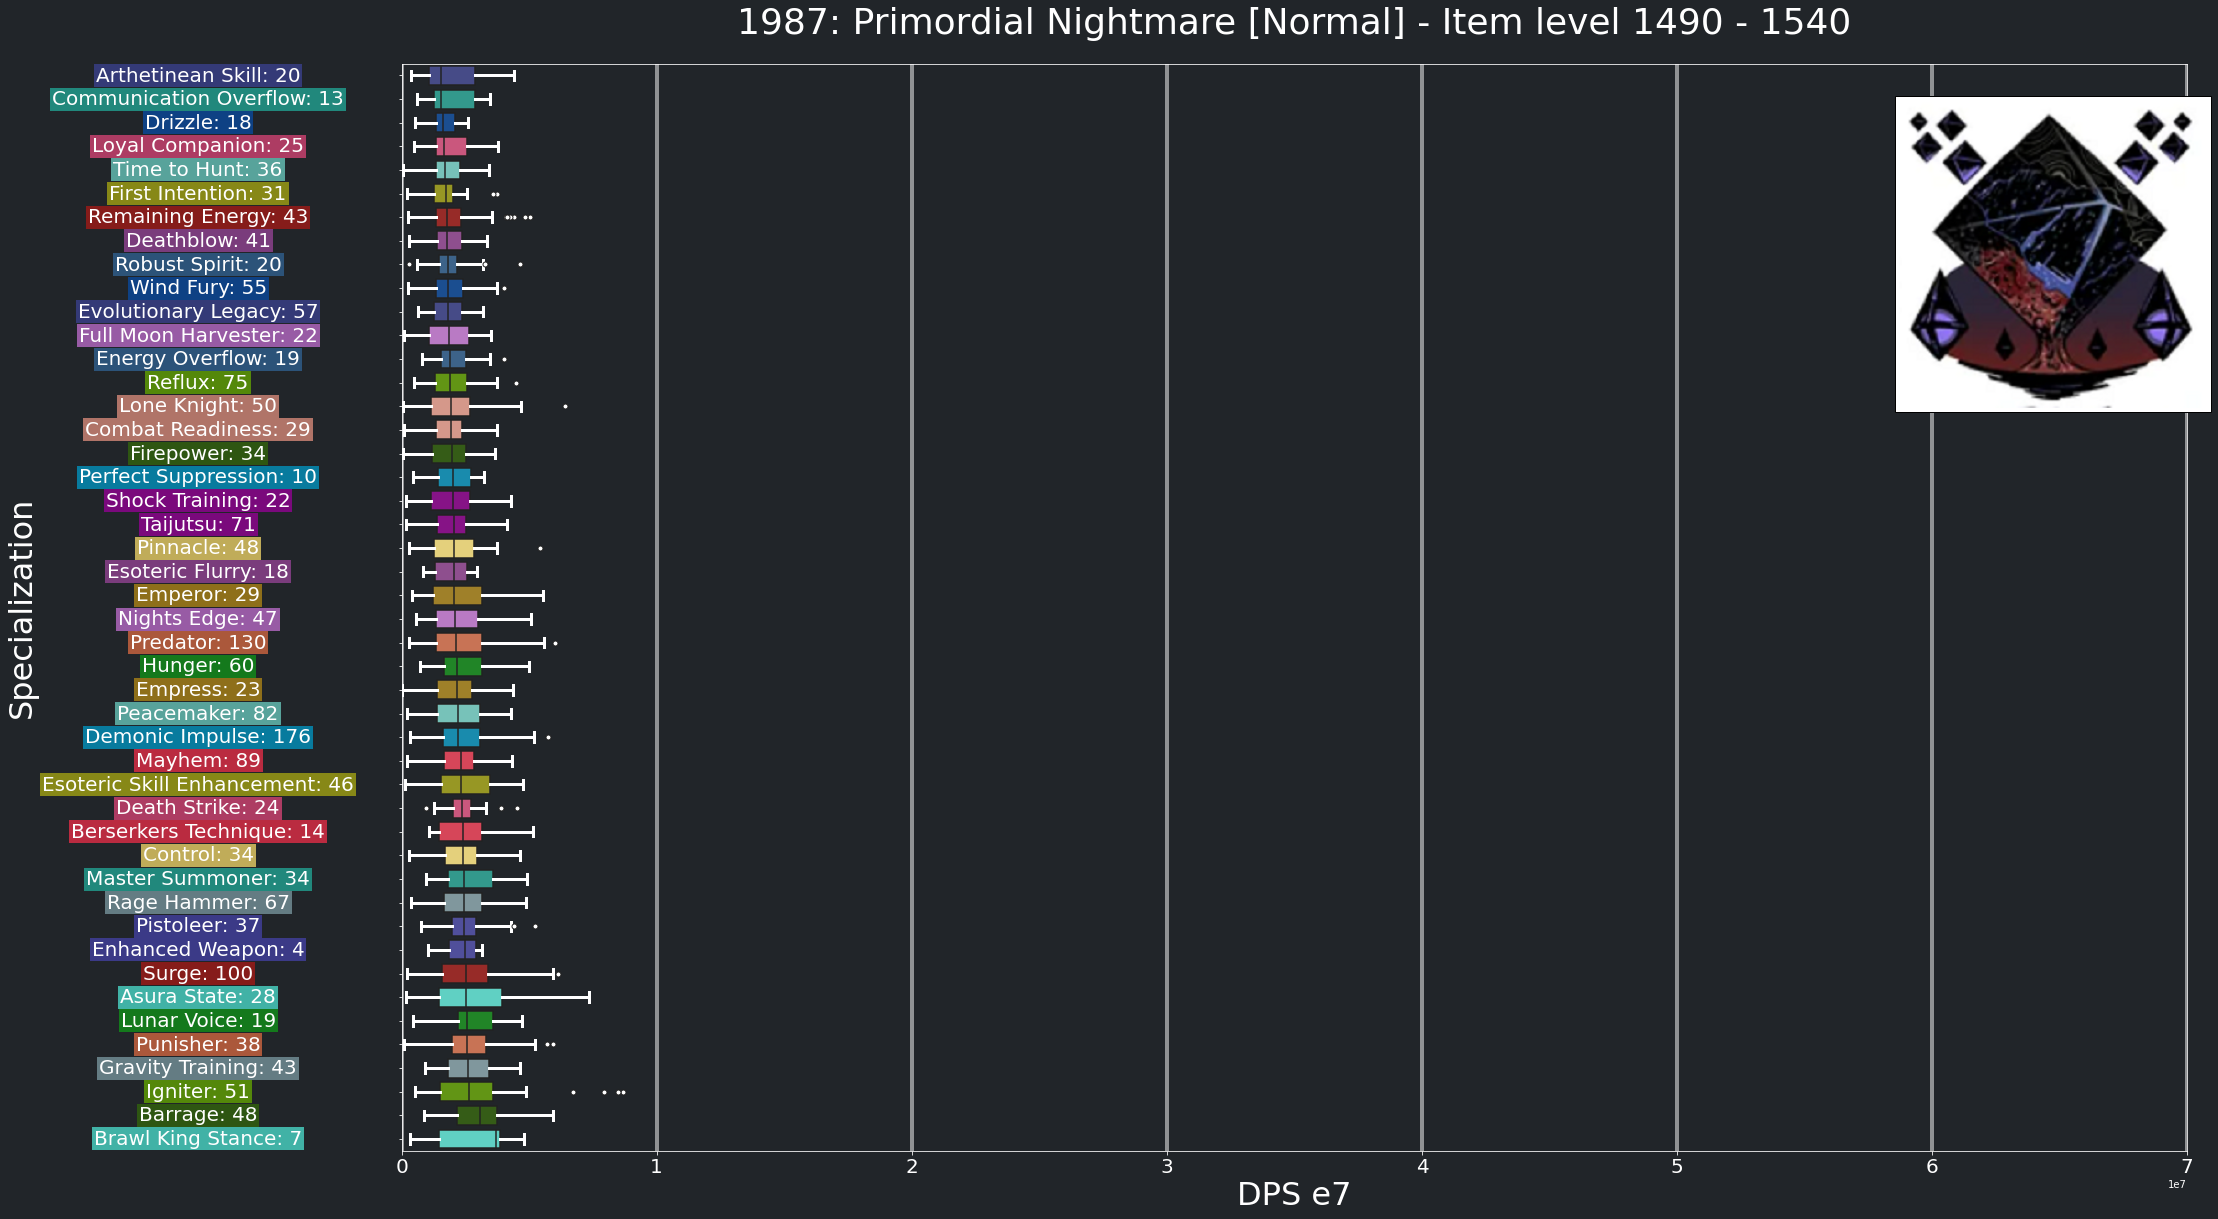 1987: Primordial Nightmare [Normal] - Item level 1490 - 1540
Specialization
Arthetinean Skill: 20
Communication Overflow: 13
Drizzle: 18
Loyal Companion: 25
Time to Hunt: 36
First Intention: 31
Remaining Energy: 43
Deathblow: 41
Robust Spirit: 20
Wind Fury: 55
Evolutionary Legacy: 57
Full Moon Harvester: 22
Energy Overflow: 19
Reflux: 75
Lone Knight: 50
Combat Readiness: 29
Firepower: 34
Perfect Suppression: 10
Shock Training: 22
Taijutsu: 71
Pinnacle: 48
Esoteric Flurry: 18
Emperor: 29
Nights Edge: 47
Predator: 130
Hunger: 60
Empress: 23
Peacemaker: 82
Demonic Impulse: 176
Mayhem: 89
Esoteric Skill Enhancement: 46
Death Strike: 24
Berserkers Technique: 14
Control: 34
Master Summoner: 34
Rage Hammer: 67
Pistoleer: 37
Enhanced Weapon: 4
Surge: 100
Asura State: 28
Lunar Voice: 19
Punisher: 38
Gravity Training: 43
Igniter: 51
Barrage: 48
Brawl King Stance: 7
0 1 2 3 4 5 6 7
1e7
DPS e7